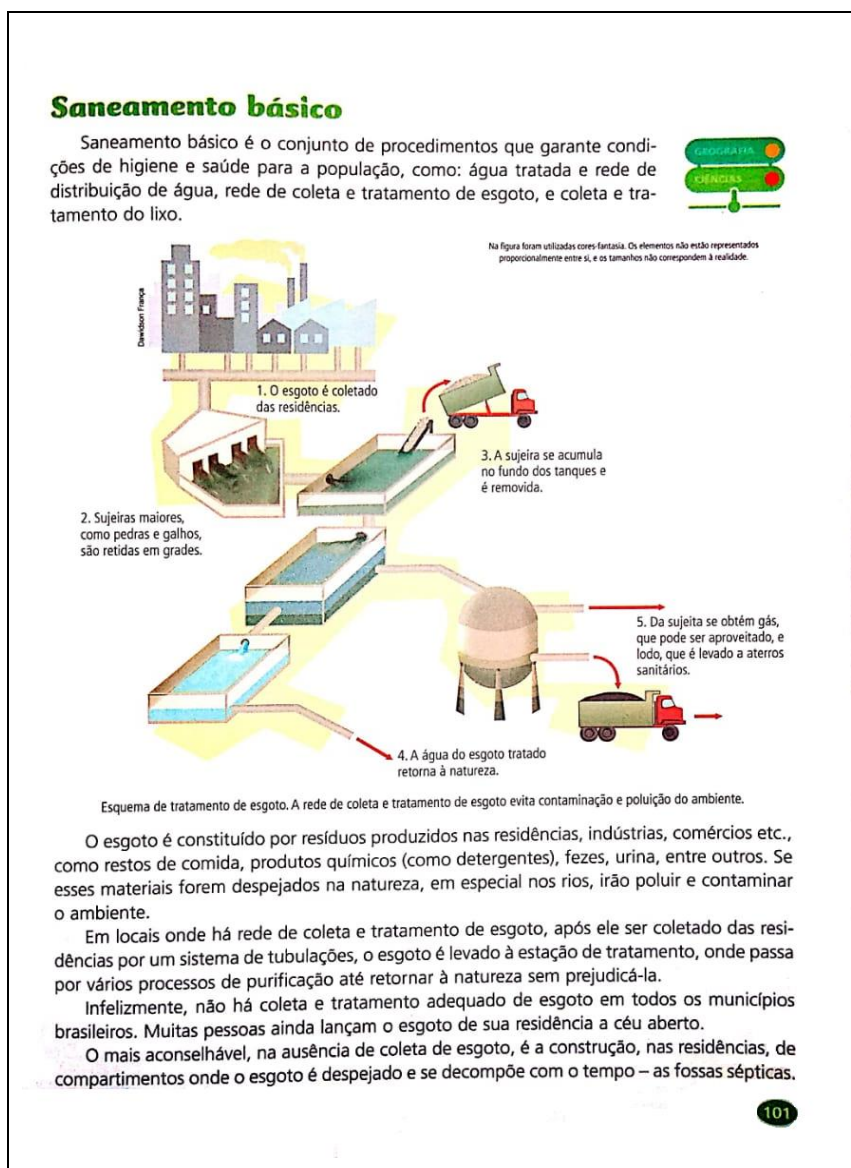 Saneamento básico
Saneamento básico é o conjunto de procedimentos que garante condi-
ções de higiene e saúde para a população, como: água tratada e rede de
distribuição de água, rede de coleta e tratamento de esgoto, e coleta e tra-
tamento do lixo.
GEOGRAFIA
CIÊNCIAS
Na figura foram utilizadas cores-fantasia. Os elementos não estão representados
proporcionalmente entre si, e os tamanhos não correspondem à realidade.
Dawidson França
1. O esgoto é coletado
das residências.
2. Sujeiras maiores,
como pedras e galhos,
são retidas em grades.
3. A sujeira se acumula
no fundo dos tanques e
é removida.
5. Da sujeita se obtém gás,
que pode ser aproveitado, e
lodo, que é levado a aterros
sanitários.
4. A água do esgoto tratado
retorna à natureza.
Esquema de tratamento de esgoto. A rede de coleta e tratamento de esgoto evita contaminação e poluição do ambiente.
O esgoto é constituído por resíduos produzidos nas residências, indústrias, comércios etc.,
como restos de comida, produtos químicos (como detergentes), fezes, urina, entre outros. Se
esses materiais forem despejados na natureza, em especial nos rios, irão poluir e contaminar
o ambiente.
Em locais onde há rede de coleta e tratamento de esgoto, após ele ser coletado das resi-
dências por um sistema de tubulações, o esgoto é levado à estação de tratamento, onde passa
por vários processos de purificação até retornar à natureza sem prejudicá-la.
Infelizmente, não há coleta e tratamento adequado de esgoto em todos os municípios
brasileiros. Muitas pessoas ainda lançam o esgoto de sua residência a céu aberto.
O mais aconselhável, na ausência de coleta de esgoto, é a construção, nas residências, de
compartimentos onde o esgoto é despejado e se decompõe com o tempo – as fossas sépticas.
101